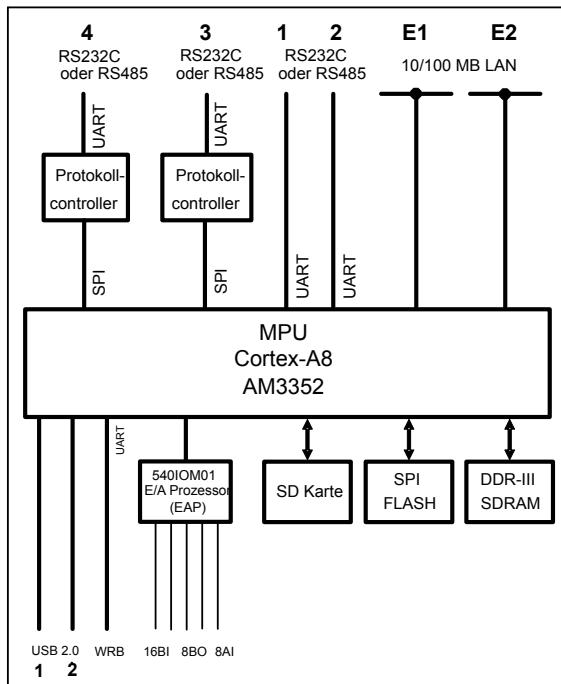 4 3 1 2 E1 E2
RS232C RS232C RS232C 10/100 MB LAN
oder RS485 oder RS485 oder RS485
UART UART
Protokoll- Protokoll-
controller controller
SPI SPI UART UART
MPU
Cortex-A8
AM3352
UART
540IOM01
E/A Prozessor
(EAP)
SD Karte
SPI
FLASH
DDR-III
SDRAM
USB 2.0 WRB 16BI 8BO 8AI
1 2